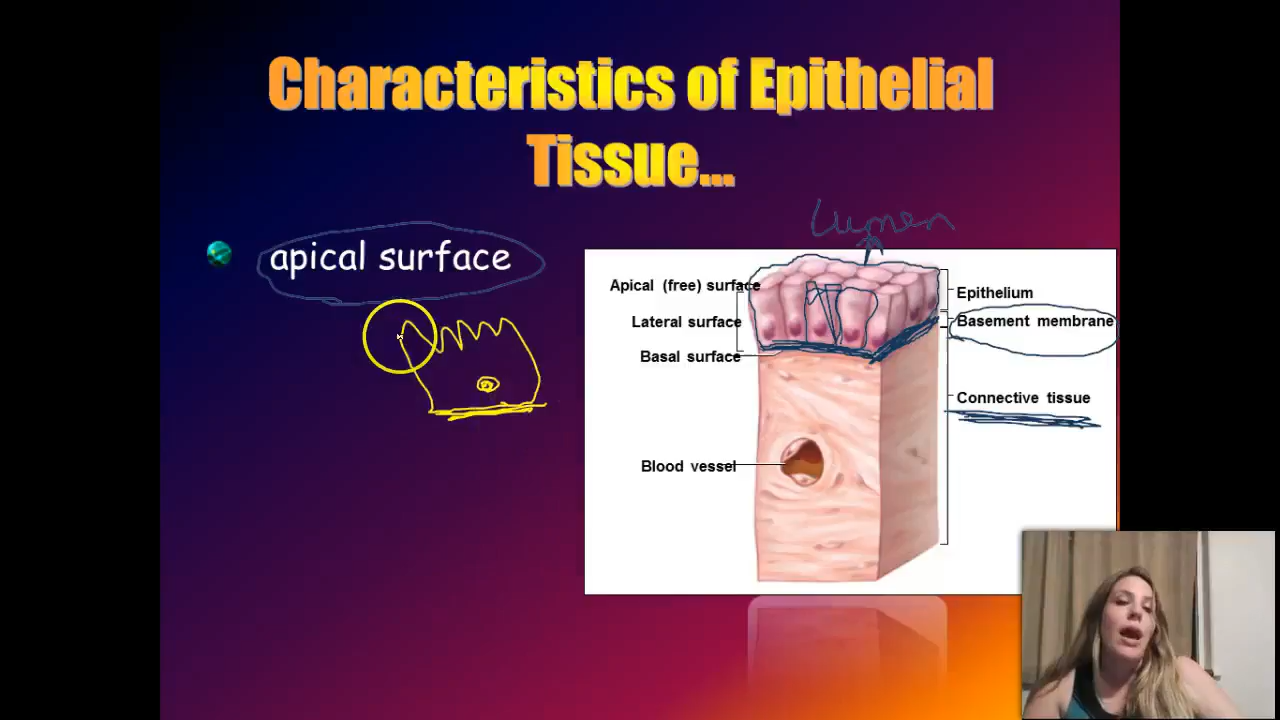 Characteristics of Epithelial
Tissue...
apical surface
Lumen
Apical (free) surface
Lateral surface
Basal surface
Blood vessel
Epithelium
Basement membrane
Connective tissue